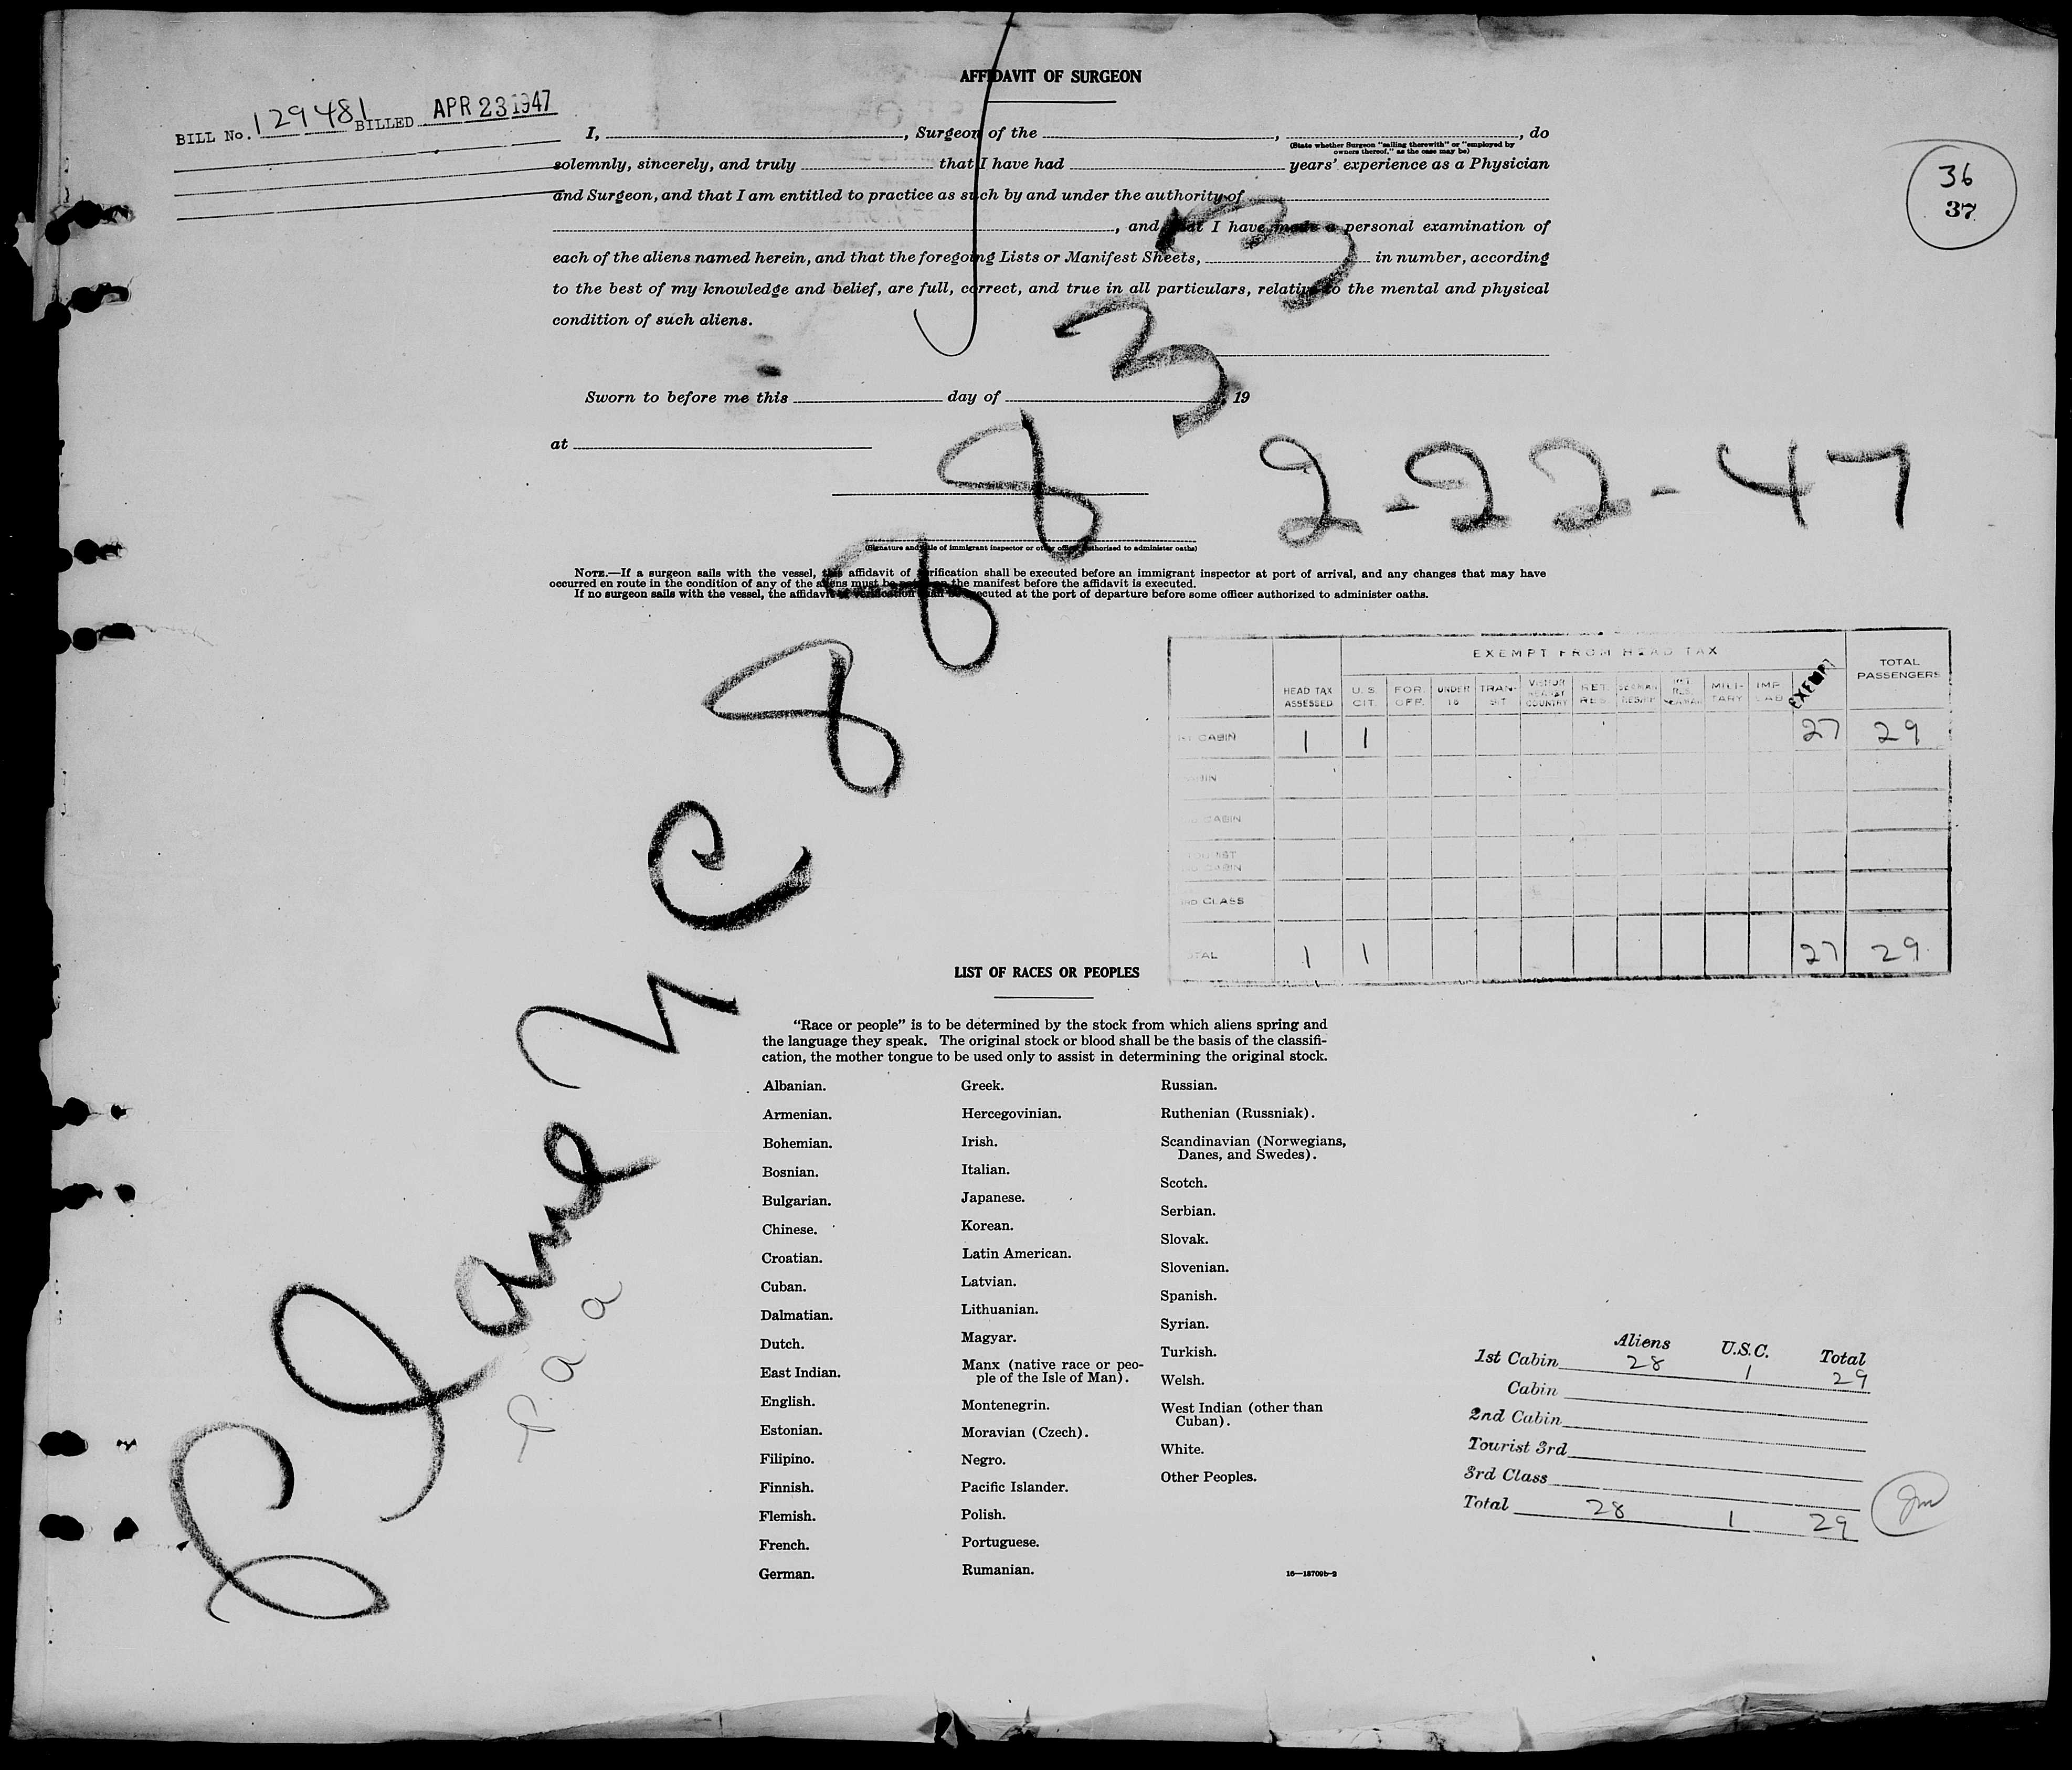 AFFIDAVIT OF SURGEON
BILL No. 129481 BILLED APR 23 1947
I, , Surgeon of the , , do
(State whether Surgeon "sailing therewith" or "employed by
owners thereof," as the case may be)
solemnly, sincerely, and truly that I have had years' experience as a Physician
and Surgeon, and that I am entitled to practice as such by and under the authority of
, and that I have made a personal examination of
each of the aliens named herein, and that the foregoing Lists or Manifest Sheets, in number, according
to the best of my knowledge and belief, are full, correct, and true in all particulars, relative to the mental and physical
condition of such aliens.
36
37
Sworn to before me this day of , 19
at
2-22-47
(Signature and title of immigrant inspector or other officer authorized to administer oaths)
NOTE.—If a surgeon sails with the vessel, this affidavit of verification shall be executed before an immigrant inspector at port of arrival, and any changes that may have
occurred en route in the condition of any of the aliens must be noted on the manifest before the affidavit is executed.
If no surgeon sails with the vessel, the affidavit of verification shall be executed at the port of departure before some officer authorized to administer oaths.
Plane NC 88833
P.a.a
EXEMPT FROM HEAD TAX
HEAD TAX ASSESSED U. S. CIT. FOR. OFF. UNDER 16 TRAN- SIT VISITOR COUNTRY RET. RES. MILI- TARY EXEMPT TOTAL PASSENGERS
CABIN 1 1 27 29
CABIN
CABIN
CABIN
CLASS
TOTAL 1 1 27 29
LIST OF RACES OR PEOPLES
"Race or people" is to be determined by the stock from which aliens spring and
the language they speak. The original stock or blood shall be the basis of the classifi-
cation, the mother tongue to be used only to assist in determining the original stock.
Albanian.
Armenian.
Bohemian.
Bosnian.
Bulgarian.
Chinese.
Croatian.
Cuban.
Dalmatian.
Dutch.
East Indian.
English.
Estonian.
Filipino.
Finnish.
Flemish.
French.
German.
Greek.
Hercegovinian.
Irish.
Italian.
Japanese.
Korean.
Latin American.
Latvian.
Lithuanian.
Magyar.
Manx (native race or peo-
ple of the Isle of Man).
Montenegrin.
Moravian (Czech).
Negro.
Pacific Islander.
Polish.
Portuguese.
Rumanian.
Russian.
Ruthenian (Russniak).
Scandinavian (Norwegians,
Danes, and Swedes).
Scotch.
Serbian.
Slovak.
Slovenian.
Spanish.
Syrian.
Turkish.
Welsh.
West Indian (other than
Cuban).
White.
Other Peoples.
16—18709b-2
Aliens U.S.C. Total
1st Cabin 28 1 29
Cabin
2nd Cabin
Tourist 3rd
3rd Class
Total 28 1 29